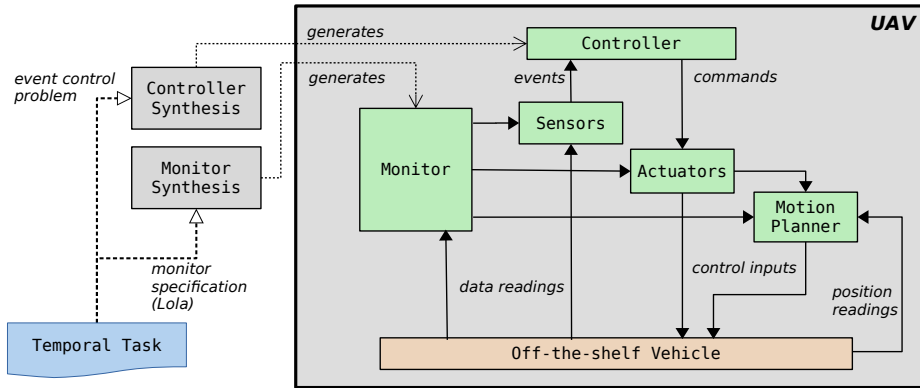 UAV
generates
Controller
event control
problem
generates
events
commands
Controller
Synthesis
Sensors
Monitor
Synthesis
Monitor
Actuators
Motion
Planner
monitor
specification
(Lola)
data readings
control inputs
position
readings
Temporal Task
Off-the-shelf Vehicle